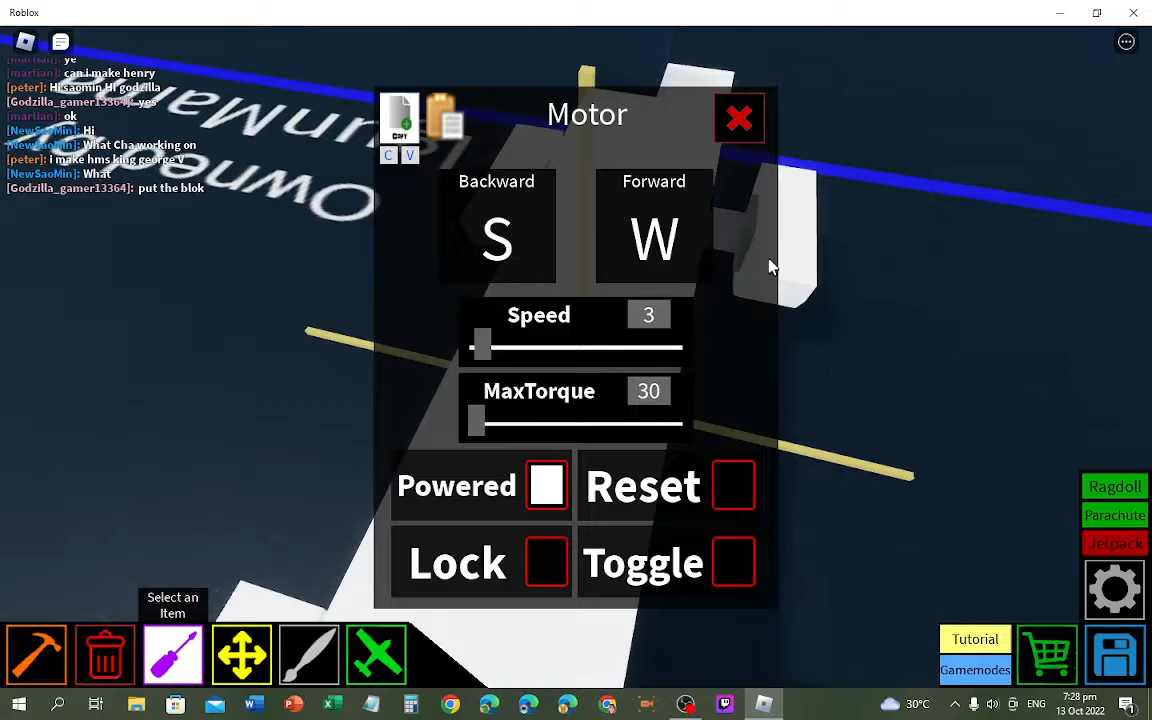 Roblox
[martian]: ye
[martian]: can i make henry
[peter]: Hi saomin Hi godzilla
[Godzilla_gamer13364]: yes
[martian]: ok
[NewSaoMin]: Hi
[NewSaoMin]: What Cha working on
[peter]: i make hms king george V
[NewSaoMin]: What
[Godzilla_gamer13364]: put the blok
Owned
COPY
C V
Motor
Backward Forward
S W
Speed 3
MaxTorque 30
Powered Reset
Lock Toggle
Select an
Item
Ragdoll
Parachute
Jetpack
Tutorial
Gamemodes
30°C
ENG
7:28 pm
13 Oct 2022
1